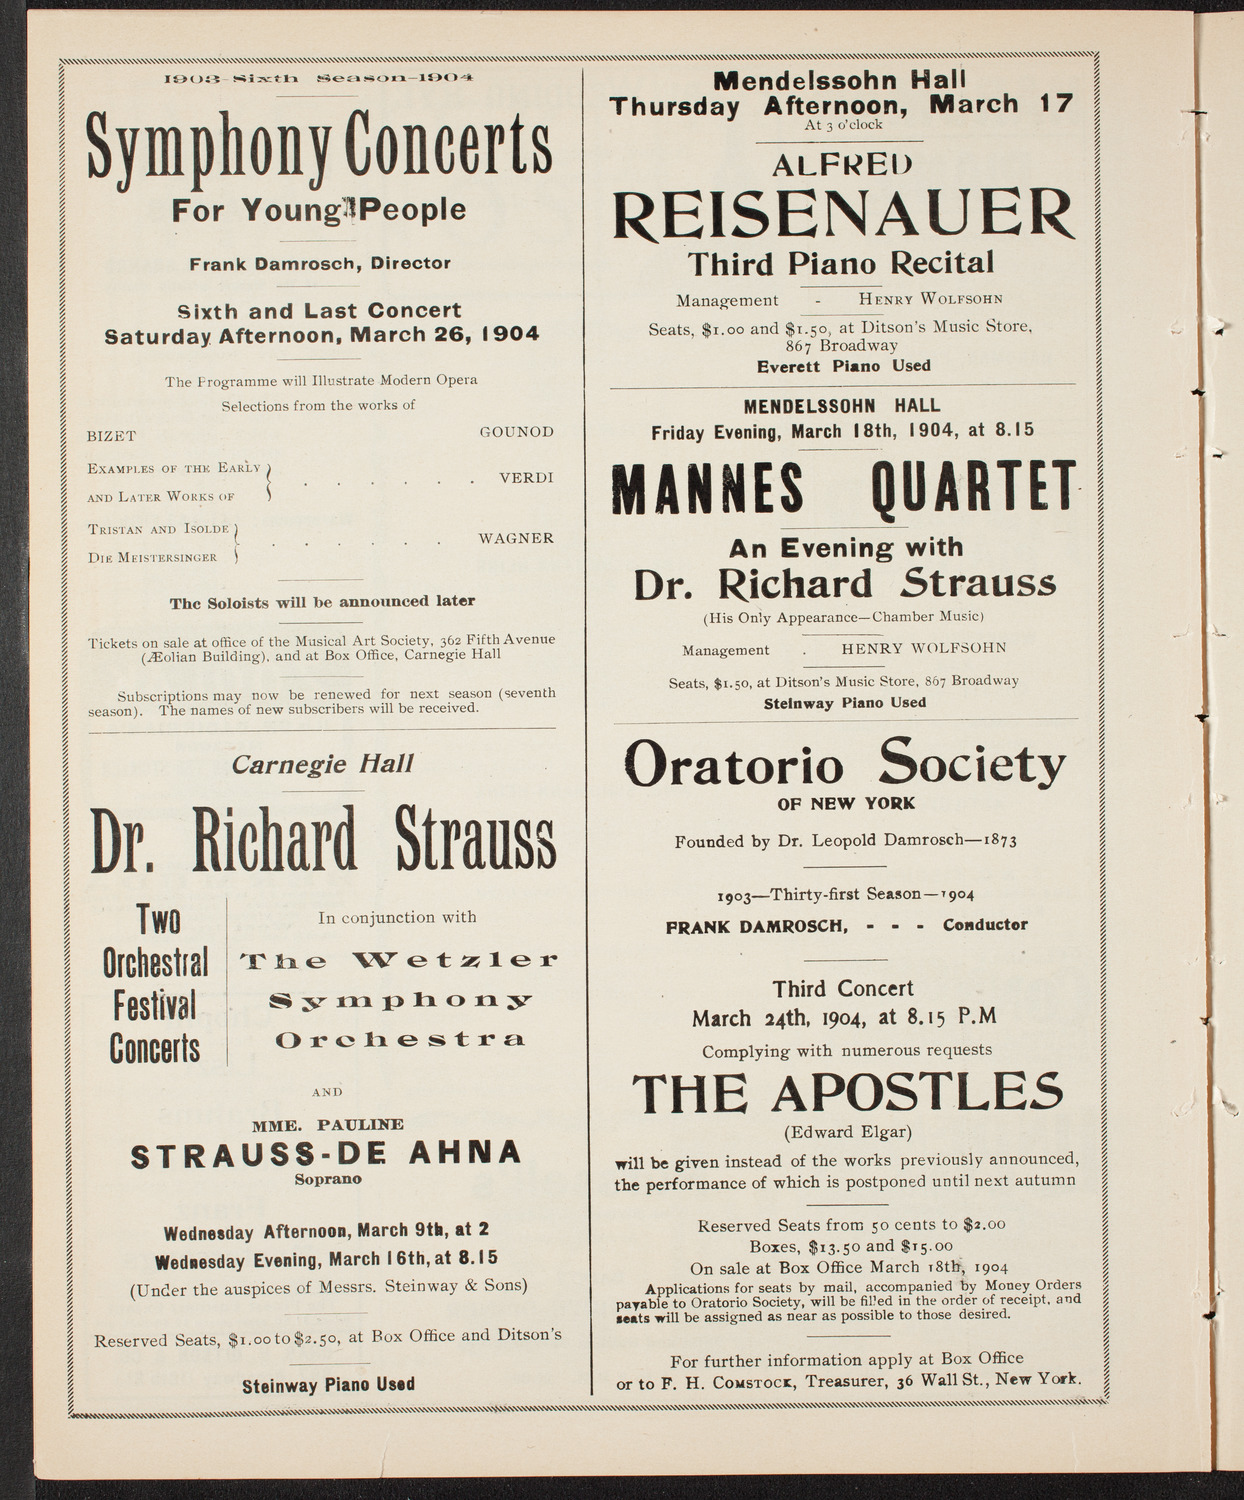 1903-Sixth Season-1904
Symphony Concerts
For Young People
Frank Damrosch, Director
Sixth and Last Concert
Saturday Afternoon, March 26, 1904
The Programme will Illustrate Modern Opera
Selections from the works of
BIZET GOUNOD
EXAMPLES OF THE EARLY
AND LATER WORKS OF } . . . . . . VERDI
TRISTAN AND ISOLDE
DIE MEISTERSINGER } . . . . . . WAGNER
The Soloists will be announced later
Tickets on sale at office of the Musical Art Society, 362 Fifth Avenue
(Æolian Building), and at Box Office, Carnegie Hall
Subscriptions may now be renewed for next season (seventh
season). The names of new subscribers will be received.
Carnegie Hall
Dr. Richard Strauss
Two
Orchestral
Festival
Concerts
In conjunction with
The Wetzler
Symphony
Orchestra
AND
MME. PAULINE
STRAUSS-DE AHNA
Soprano
Wednesday Afternoon, March 9th, at 2
Wednesday Evening, March 16th, at 8.15
(Under the auspices of Messrs. Steinway & Sons)
Reserved Seats, $1.00 to $2.50, at Box Office and Ditson's
Steinway Piano Used
Mendelssohn Hall
Thursday Afternoon, March 17
At 3 o'clock
ALFRED
REISENAUER
Third Piano Recital
Management - HENRY WOLFSOHN
Seats, $1.00 and $1.50, at Ditson's Music Store,
867 Broadway
Everett Piano Used
MENDELSSOHN HALL
Friday Evening, March 18th, 1904, at 8.15
MANNES QUARTET
An Evening with
Dr. Richard Strauss
(His Only Appearance—Chamber Music)
Management . HENRY WOLFSOHN
Seats, $1.50, at Ditson's Music Store, 867 Broadway
Steinway Piano Used
Oratorio Society
OF NEW YORK
Founded by Dr. Leopold Damrosch—1873
1903—Thirty-first Season—1904
FRANK DAMROSCH, - - - Conductor
Third Concert
March 24th, 1904, at 8.15 P.M
Complying with numerous requests
THE APOSTLES
(Edward Elgar)
will be given instead of the works previously announced,
the performance of which is postponed until next autumn
Reserved Seats from 50 cents to $2.00
Boxes, $13.50 and $15.00
On sale at Box Office March 18th, 1904
Applications for seats by mail, accompanied by Money Orders
payable to Oratorio Society, will be filled in the order of receipt, and
seats will be assigned as near as possible to those desired.
For further information apply at Box Office
or to F. H. COMSTOCK, Treasurer, 36 Wall St., New York.